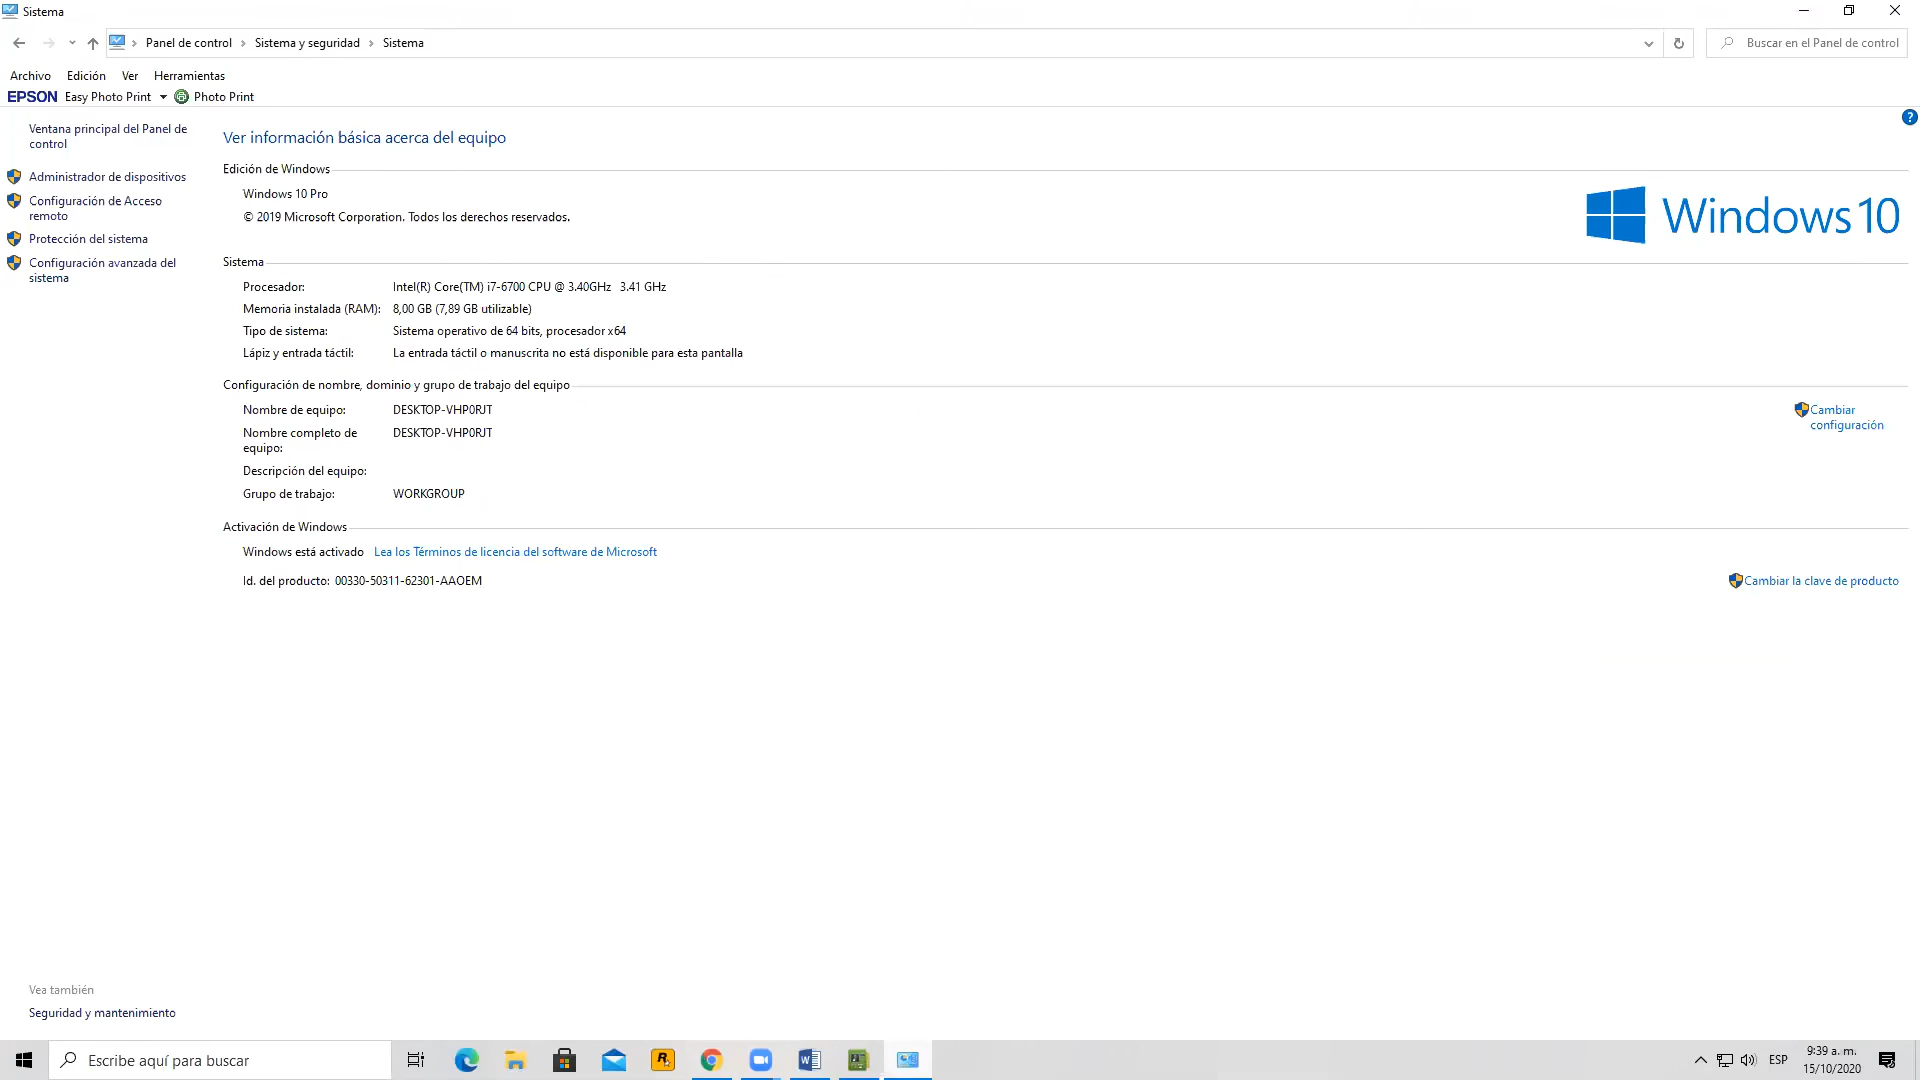 Sistema
Panel de control > Sistema y seguridad > Sistema
Buscar en el Panel de control
Archivo Edición Ver Herramientas
EPSON Easy Photo Print Photo Print
Ventana principal del Panel de
control
Administrador de dispositivos
Configuración de Acceso
remoto
Protección del sistema
Configuración avanzada del
sistema
Ver información básica acerca del equipo
Edición de Windows
Windows 10 Pro
© 2019 Microsoft Corporation. Todos los derechos reservados.
Windows 10
Sistema
Procesador: Intel(R) Core(TM) i7-6700 CPU @ 3.40GHz 3.41 GHz
Memoria instalada (RAM): 8,00 GB (7,89 GB utilizable)
Tipo de sistema: Sistema operativo de 64 bits, procesador x64
Lápiz y entrada táctil: La entrada táctil o manuscrita no está disponible para esta pantalla
Configuración de nombre, dominio y grupo de trabajo del equipo
Nombre de equipo: DESKTOP-VHP0RJT
Nombre completo de DESKTOP-VHP0RJT
equipo:
Descripción del equipo:
Grupo de trabajo: WORKGROUP
Cambiar
configuración
Activación de Windows
Windows está activado Lea los Términos de licencia del software de Microsoft
Id. del producto: 00330-50311-62301-AAOEM
Cambiar la clave de producto
Vea también
Seguridad y mantenimiento
Escribe aquí para buscar
ESP
9:39 a. m.
15/10/2020